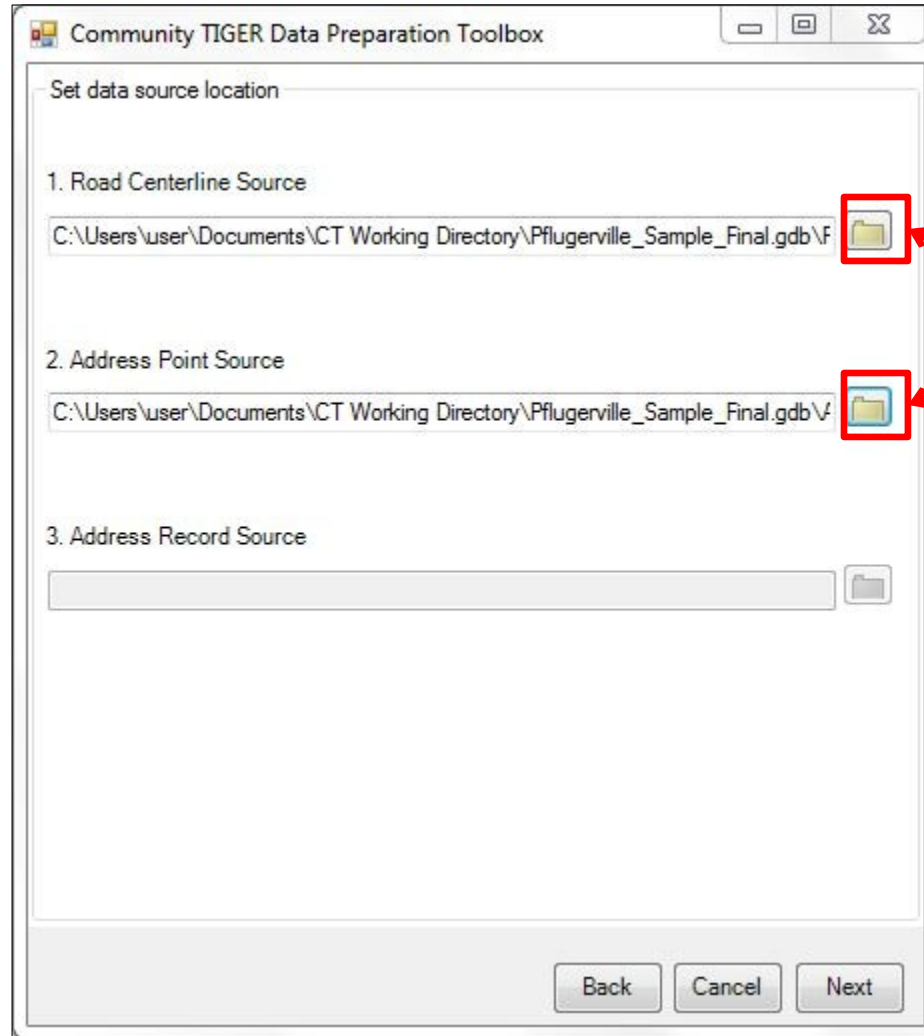 Community TIGER Data Preparation Toolbox
Set data source location
1. Road Centerline Source
C:\Users\user\Documents\CT Working Directory\Pflugerville_Sample_Final.gdb\
2. Address Point Source
C:\Users\user\Documents\CT Working Directory\Pflugerville_Sample_Final.gdb\A
3. Address Record Source
Back Cancel Next